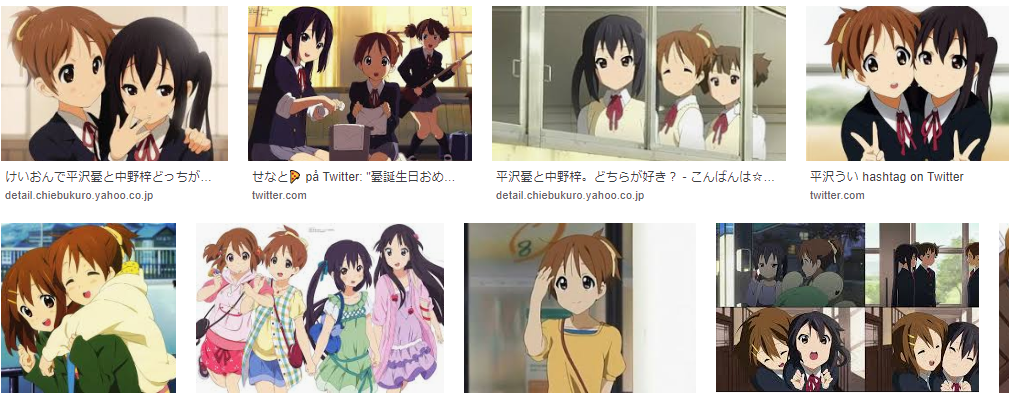 けいおんで平沢憂と中野梓どっちが...
detail.chiebukuro.yahoo.co.jp
せなと🍕 på Twitter: "憂誕生日おめ...
twitter.com
平沢憂と中野梓。どちらが好き？ - こんばんは☆...
detail.chiebukuro.yahoo.co.jp
平沢うい hashtag on Twitter
twitter.com
8